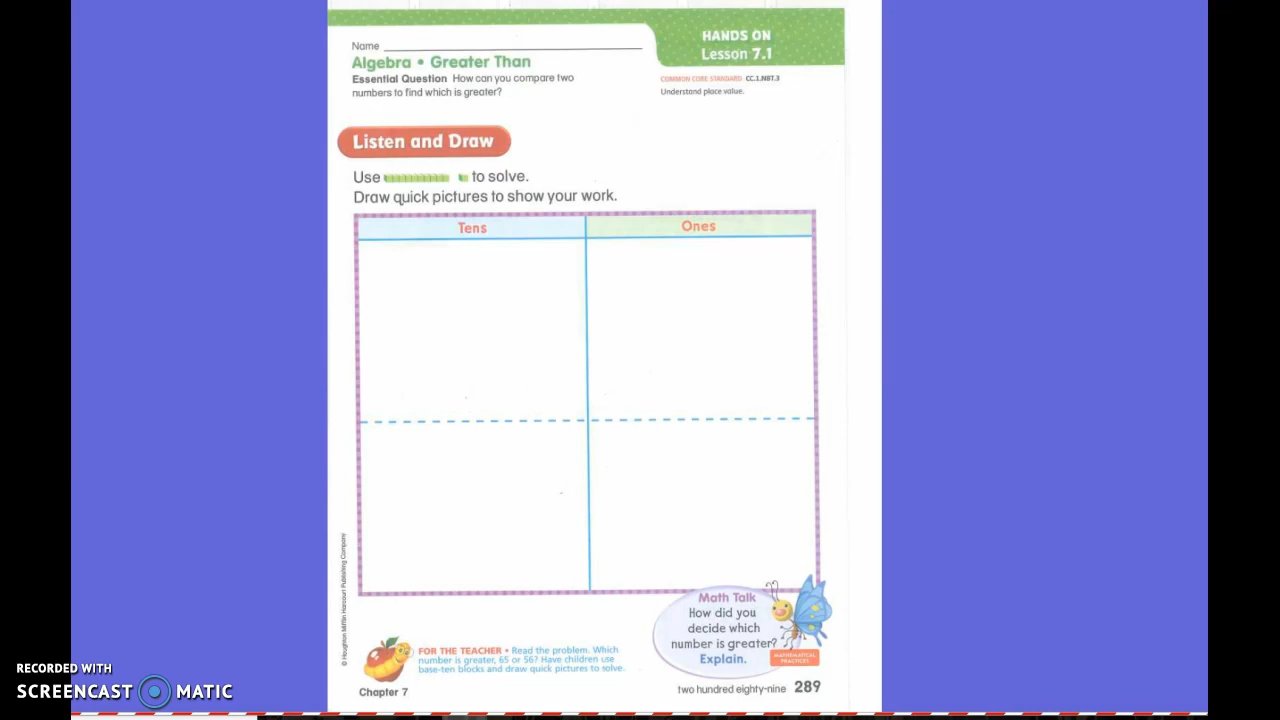 HANDS ON
Lesson 7.1
Name
Algebra • Greater Than
Essential Question How can you compare two
numbers to find which is greater?
COMMON CORE STANDARD CC.1.NBT.3
Understand place value.
Listen and Draw
Use to solve.
Draw quick pictures to show your work.
Tens
Ones
© Houghton Mifflin Harcourt Publishing Company
Math Talk
How did you
decide which
number is greater?
Explain.
MATHEMATICAL
PRACTICES
FOR THE TEACHER • Read the problem. Which
number is greater, 65 or 56? Have children use
base-ten blocks and draw quick pictures to solve.
Chapter 7
two hundred eighty-nine 289
RECORDED WITH
SCREENCAST MATIC